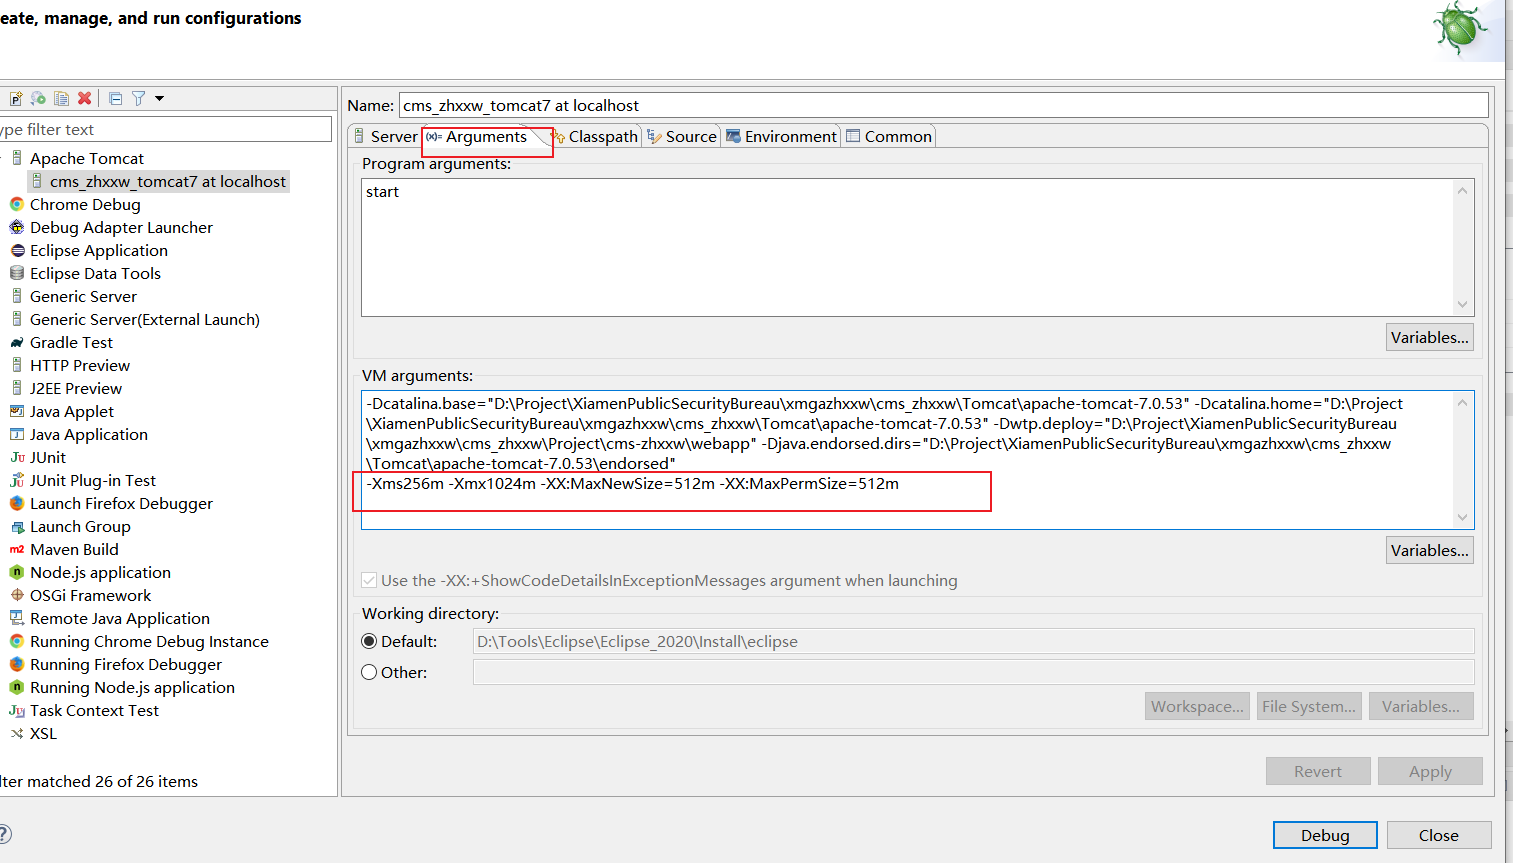 eate, manage, and run configurations
ype filter text
Apache Tomcat
cms_zhxxw_tomcat7 at localhost
Chrome Debug
Debug Adapter Launcher
Eclipse Application
Eclipse Data Tools
Generic Server
Generic Server(External Launch)
Gradle Test
HTTP Preview
J2EE Preview
Java Applet
Java Application
JUnit
JUnit Plug-in Test
Launch Firefox Debugger
Launch Group
Maven Build
Node.js application
OSGi Framework
Remote Java Application
Running Chrome Debug Instance
Running Firefox Debugger
Running Node.js application
Task Context Test
XSL
lter matched 26 of 26 items
Name: cms_zhxxw_tomcat7 at localhost
Server (x)= Arguments Classpath Source Environment Common
Program arguments:
start
Variables...
VM arguments:
-Dcatalina.base="D:\Project\XiamenPublicSecurityBureau\xmgazhxxw\cms_zhxxw\Tomcat\apache-tomcat-7.0.53" -Dcatalina.home="D:\Project
\XiamenPublicSecurityBureau\xmgazhxxw\cms_zhxxw\Tomcat\apache-tomcat-7.0.53" -Dwtp.deploy="D:\Project\XiamenPublicSecurityBureau
\xmgazhxxw\cms_zhxxw\Project\cms-zhxxw\webapp" -Djava.endorsed.dirs="D:\Project\XiamenPublicSecurityBureau\xmgazhxxw\cms_zhxxw
\Tomcat\apache-tomcat-7.0.53\endorsed"
-Xms256m -Xmx1024m -XX:MaxNewSize=512m -XX:MaxPermSize=512m
Variables...
Use the -XX:+ShowCodeDetailsInExceptionMessages argument when launching
Working directory:
Default: D:\Tools\Eclipse\Eclipse_2020\Install\eclipse
Other:
Workspace... File System... Variables...
Revert Apply
Debug Close